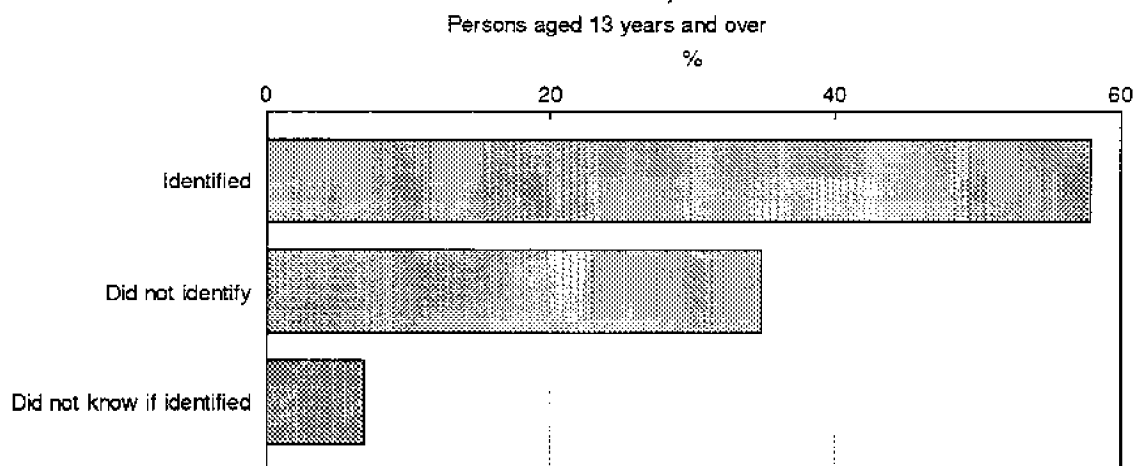 Persons aged 13 years and over
%
0 20 40 60
Identified
Did not identify
Did not know if identified